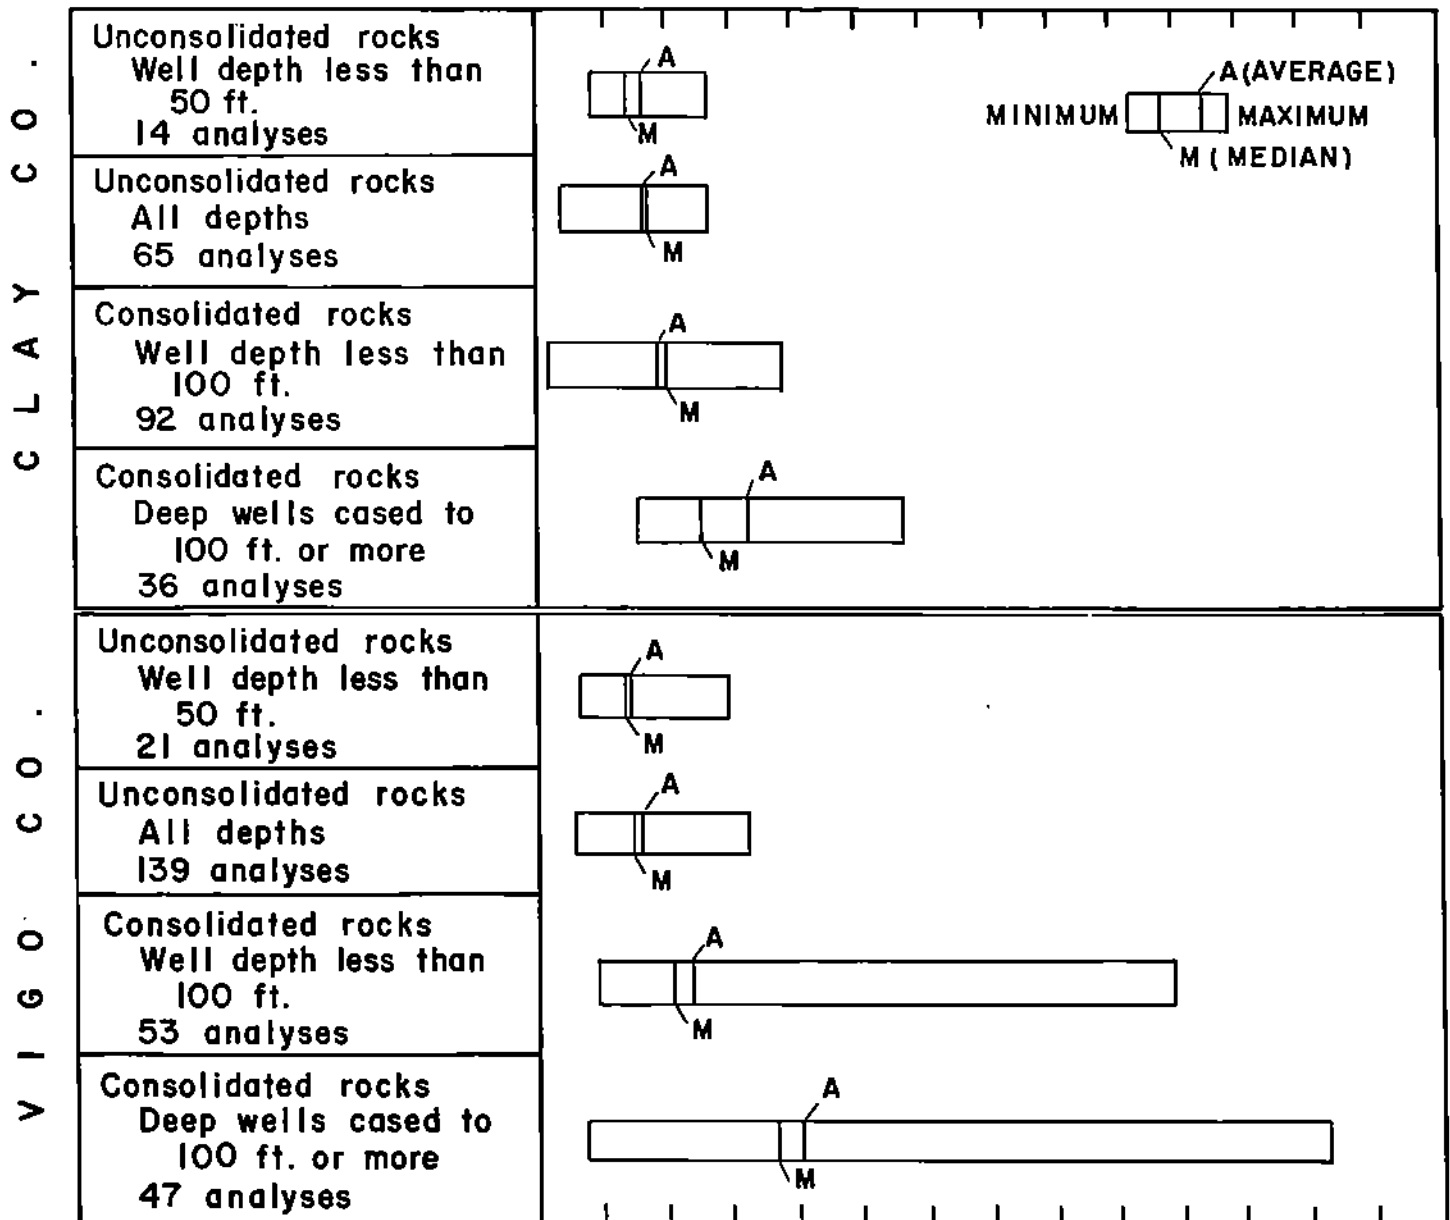 CLAY CO.
Unconsolidated rocks
Well depth less than
50 ft.
14 analyses
A
M
MINIMUM
A (AVERAGE)
MAXIMUM
M (MEDIAN)
Unconsolidated rocks
All depths
65 analyses
A
M
Consolidated rocks
Well depth less than
100 ft.
92 analyses
A
M
Consolidated rocks
Deep wells cased to
100 ft. or more
36 analyses
A
M
VIGO CO.
Unconsolidated rocks
Well depth less than
50 ft.
21 analyses
A
M
Unconsolidated rocks
All depths
139 analyses
A
M
Consolidated rocks
Well depth less than
100 ft.
53 analyses
A
M
Consolidated rocks
Deep wells cased to
100 ft. or more
47 analyses
A
M